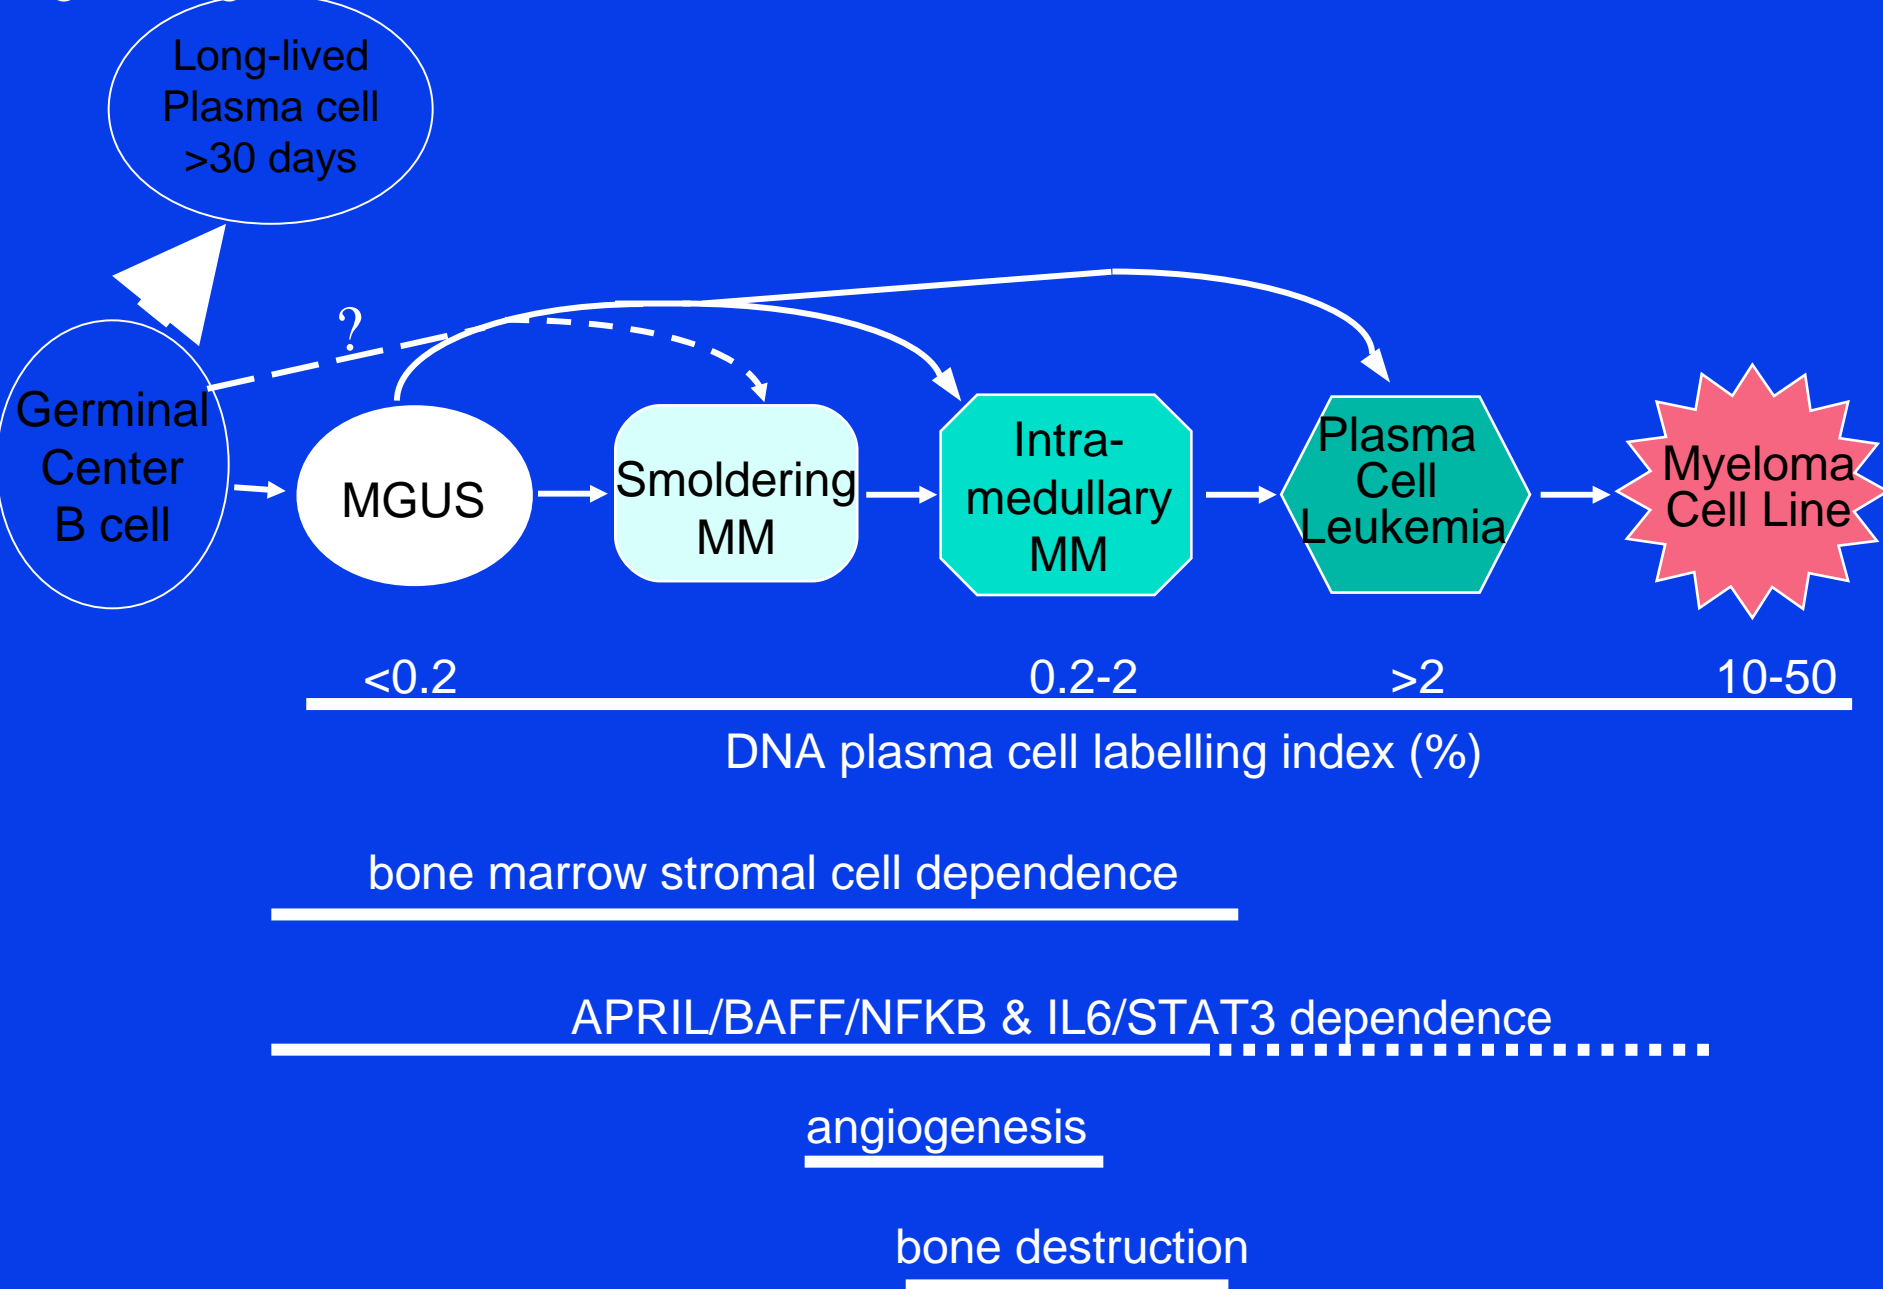 Long-lived
Plasma cell
>30 days
?
Germinal
Center
B cell
MGUS
Smoldering
MM
Intra-
medullary
MM
Plasma
Cell
Leukemia
Myeloma
Cell Line
<0.2
0.2-2
>2
10-50
DNA plasma cell labelling index (%)
bone marrow stromal cell dependence
APRIL/BAFF/NFKB & IL6/STAT3 dependence
angiogenesis
bone destruction